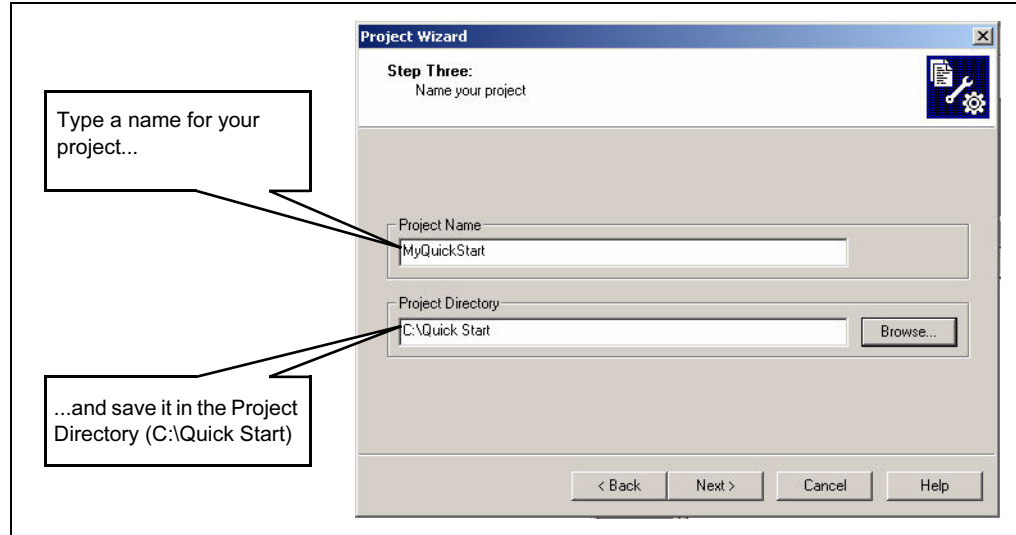 Project Wizard
Step Three:
Name your project
Type a name for your
project...
Project Name
MyQuickStart
Project Directory
C:\Quick Start
Browse...
...and save it in the Project
Directory (C:\Quick Start)
< Back
Next >
Cancel
Help